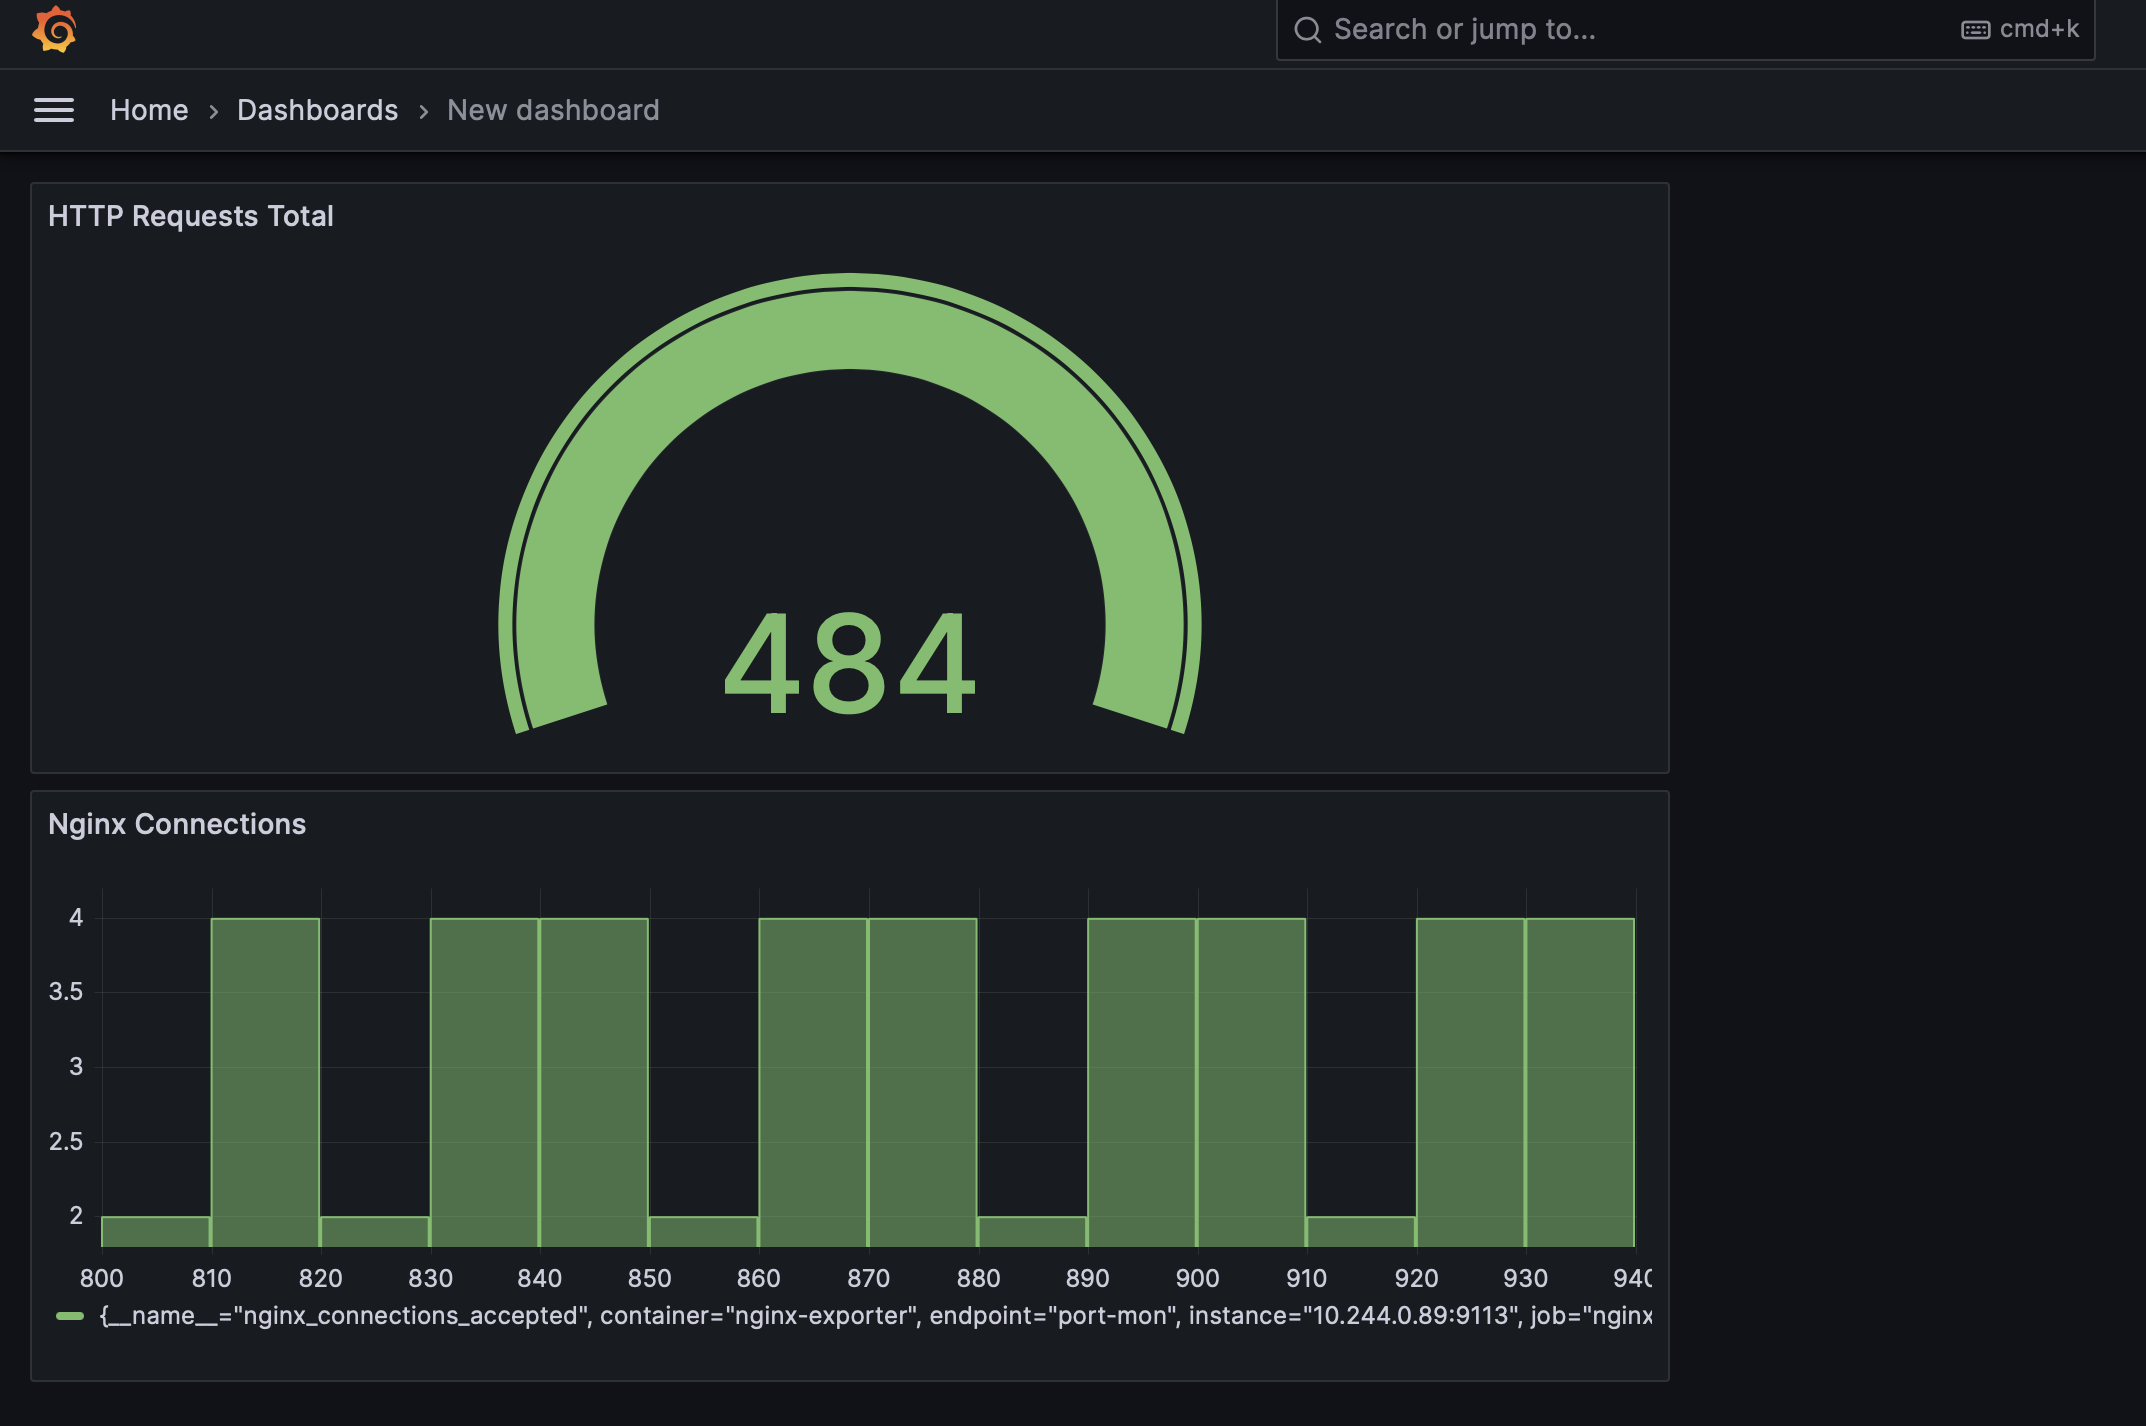 Search or jump to... cmd+k
Home › Dashboards › New dashboard
HTTP Requests Total
484
Nginx Connections
4
3.5
3
2.5
2
800 810 820 830 840 850 860 870 880 890 900 910 920 930 940
{__name__="nginx_connections_accepted", container="nginx-exporter", endpoint="port-mon", instance="10.244.0.89:9113", job="nginx